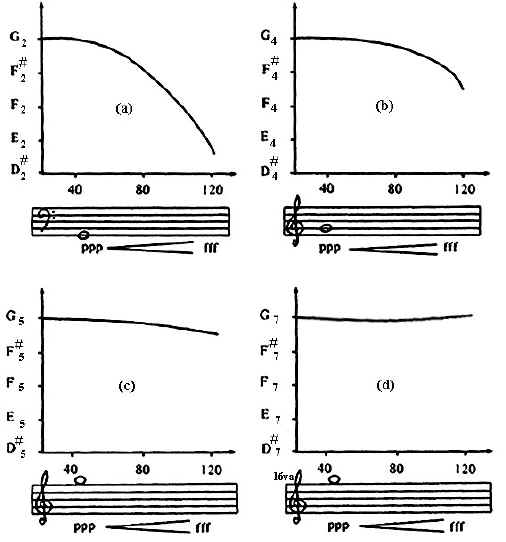 G2
F#2
F2
E2
D#2
(a)
40 80 120
ppp fff
G4
F#4
F4
E4
D#4
(b)
40 80 120
ppp fff
G5
F#5
F5
E5
D#5
(c)
40 80 120
ppp fff
G7
F#7
F7
E7
D#7
(d)
40 80 120
16va
ppp fff